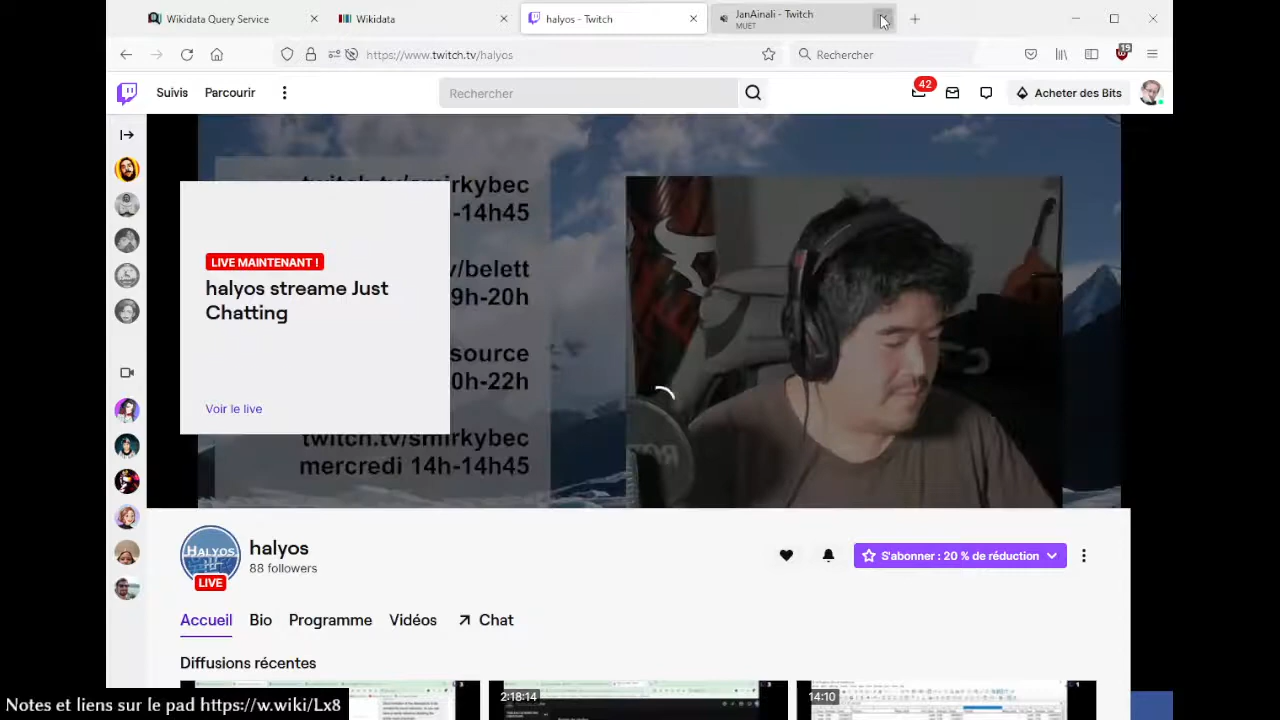 Wikidata Query Service
Wikidata
halyos - Twitch
JanAinali - Twitch
MUET
https://www.twitch.tv/halyos
Rechercher
19
Suivis
Parcourir
Rechercher
42
Acheter des Bits
twitch.tv/smirkybec
-14h45
LIVE MAINTENANT !
halyos streame Just
Chatting
Voir le live
v/belett
9h-20h
source
0h-22h
twitch.tv/smirkybec
mercredi 14h-14h45
HALYOS
LIVE
halyos
88 followers
S'abonner : 20 % de réduction
Accueil
Bio
Programme
Vidéos
Chat
Diffusions récentes
2:18:14
14:10
Notes et liens sur le pad https://w.wiki/Lx8